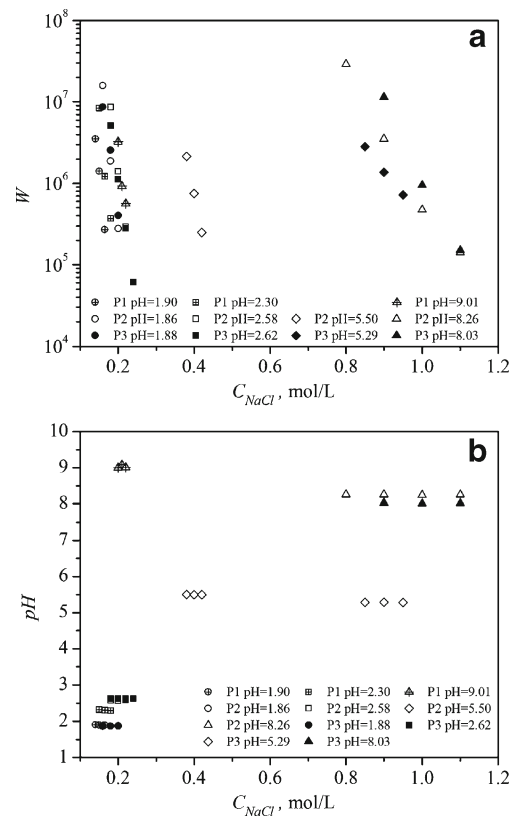 a
10^8
10^7
10^6
10^5
10^4
W
P1 pH=1.90 P1 pH=2.30 P1 pH=9.01
P2 pH=1.86 P2 pH=2.58 P2 pH=5.50 P2 pH=8.26
P3 pH=1.88 P3 pH=2.62 P3 pH=5.29 P3 pH=8.03
0.2 0.4 0.6 0.8 1.0
C_NaCl, mol/L
b
10
9
8
7
6
5
4
3
2
1
pH
P1 pH=1.90 P1 pH=2.30 P1 pH=9.01
P2 pH=1.86 P2 pH=2.58 P2 pH=5.50
P2 pH=8.26 P3 pH=1.88 P3 pH=2.62
P3 pH=5.29 P3 pH=8.03
0.2 0.4 0.6 0.8 1.0
C_NaCl, mol/L